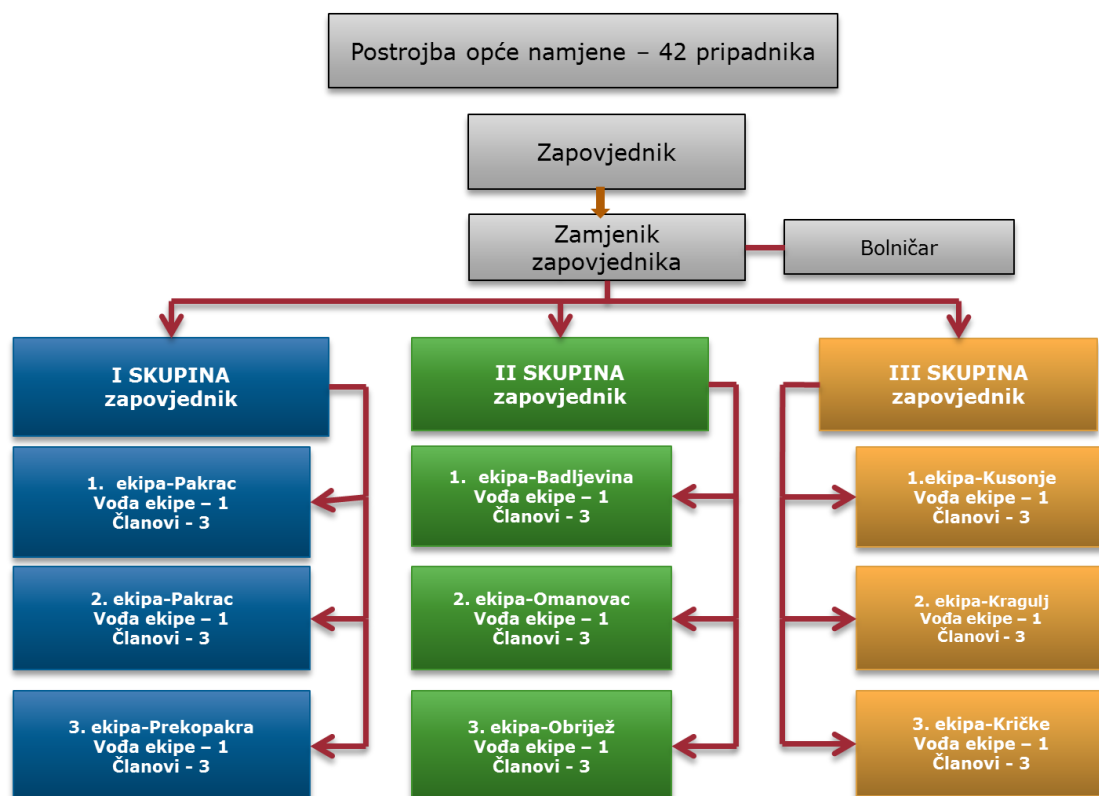 Postrojba opće namjene – 42 pripadnika
Zapovjednik
Zamjenik
zapovjednika
Bolničar
I SKUPINA
zapovjednik
II SKUPINA
zapovjednik
III SKUPINA
zapovjednik
1. ekipa-Pakrac
Vođa ekipe – 1
Članovi - 3
1. ekipa-Badljevina
Vođa ekipe – 1
Članovi - 3
1.ekipa-Kusonje
Vođa ekipe – 1
Članovi - 3
2. ekipa-Pakrac
Vođa ekipe – 1
Članovi - 3
2. ekipa-Omanovac
Vođa ekipe – 1
Članovi - 3
2. ekipa-Kragulj
Vođa ekipe – 1
Članovi - 3
3. ekipa-Prekopakra
Vođa ekipe – 1
Članovi - 3
3. ekipa-Obrijež
Vođa ekipe – 1
Članovi - 3
3. ekipa-Kričke
Vođa ekipe – 1
Članovi - 3